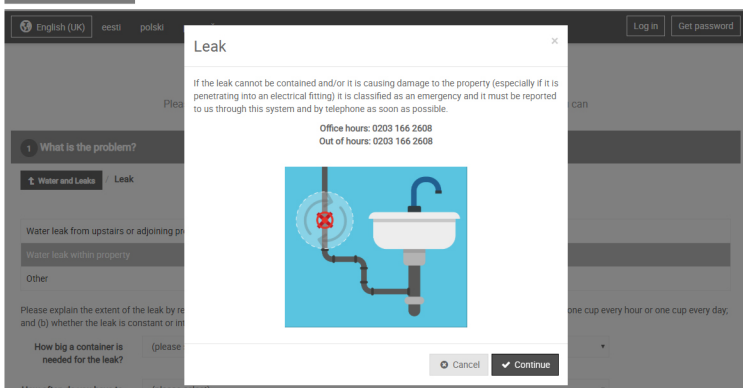 English (UK) eesti polski
Log in Get password
Leak ×
If the leak cannot be contained and/or it is causing damage to the property (especially if it is
penetrating into an electrical fitting) it is classified as an emergency and it must be reported
to us through this system and by telephone as soon as possible.
Office hours: 0203 166 2608
Out of hours: 0203 166 2608
Plea
can
1 What is the problem?
Water and Leaks / Leak
Water leak from upstairs or adjoining pr
Water leak within property
Other
Please explain the extent of the leak by re
one cup every hour or one cup every day;
and (b) whether the leak is constant or in
How big a container is
needed for the leak?
(please
Cancel Continue